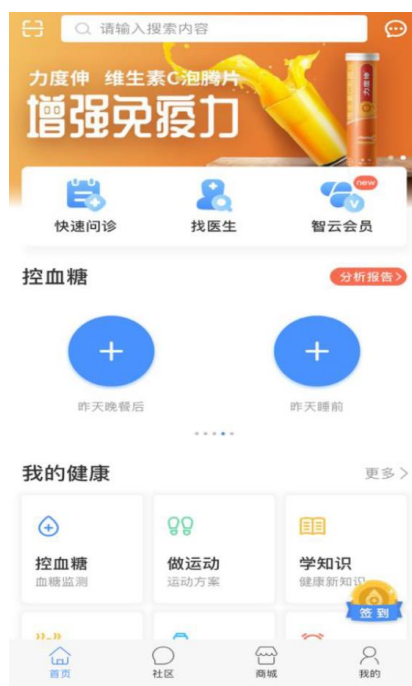 请输入搜索内容
力度伸 维生素C泡腾片
增强免疫力
new
快速问诊 找医生 智云会员
控血糖 分析报告>
昨天晚餐后 昨天睡前
我的健康 更多>
控血糖 做运动 学知识
血糖监测 运动方案 健康新知识
签到
首页 社区 商城 我的